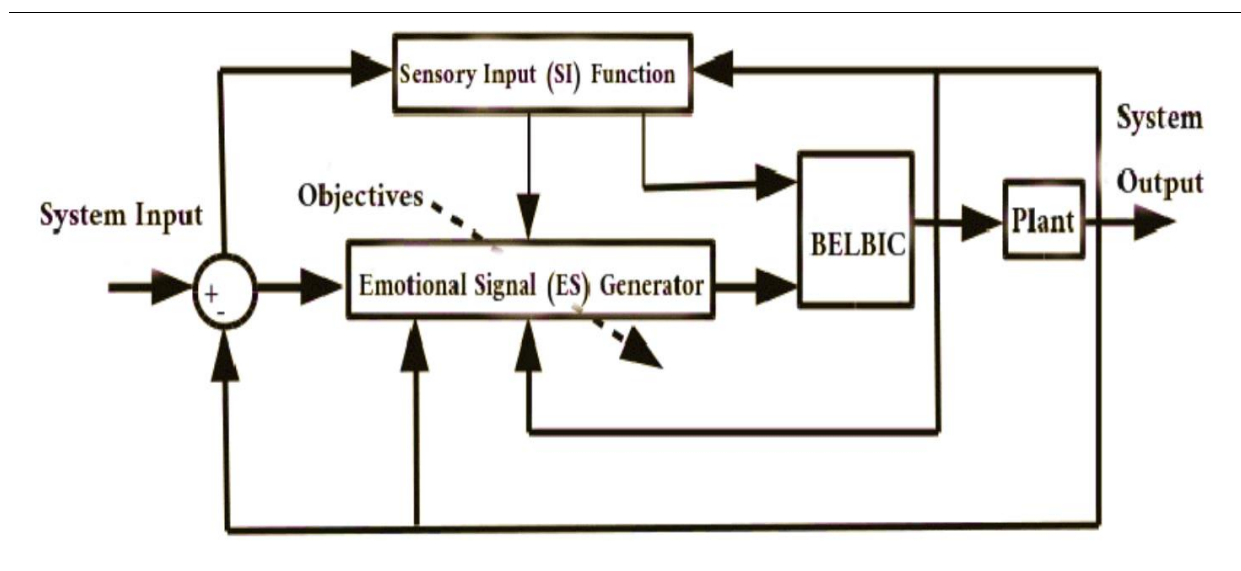 Sensory Input (SI) Function
System
Output
Objectives
System Input
Plant
BELBIC
Emotional Signal (ES) Generator
+
-